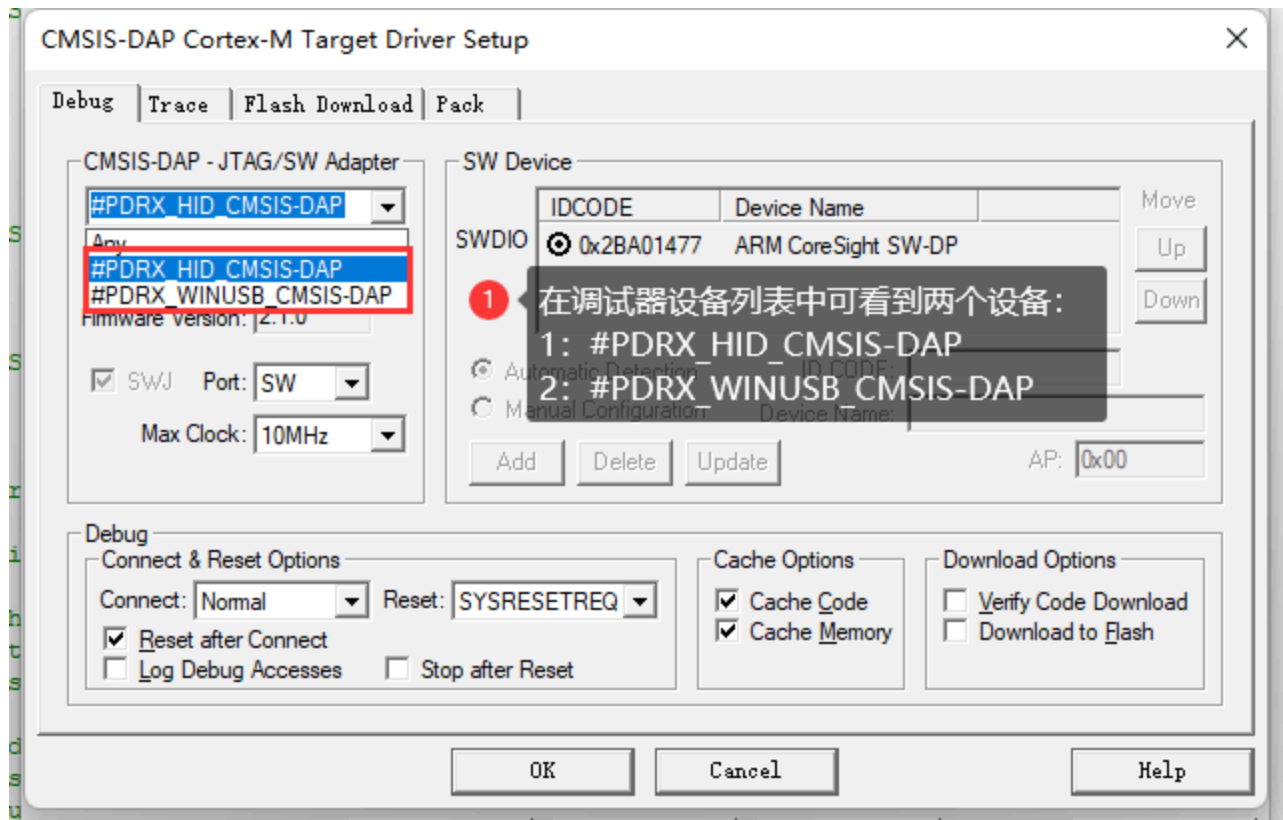 CMSIS-DAP Cortex-M Target Driver Setup
Debug
Trace
Flash Download
Pack
CMSIS-DAP - JTAG/SW Adapter
#PDRX_HID_CMSIS-DAP
Any
#PDRX_HID_CMSIS-DAP
#PDRX_WINUSB_CMSIS-DAP
Firmware Version: 2.1.0
SWJ Port: SW
Max Clock: 10MHz
SW Device
IDCODE Device Name
SWDIO 0x2BA01477 ARM CoreSight SW-DP
Move
Up
Down
1
在调试器设备列表中可看到两个设备：
1：#PDRX_HID_CMSIS-DAP
2：#PDRX_WINUSB_CMSIS-DAP
Automatic Detection ID CODE:
Manual Configuration Device Name:
Add Delete Update AP: 0x00
Debug
Connect & Reset Options
Connect: Normal Reset: SYSRESETREQ
Reset after Connect
Log Debug Accesses Stop after Reset
Cache Options
Cache Code
Cache Memory
Download Options
Verify Code Download
Download to Flash
OK Cancel Help